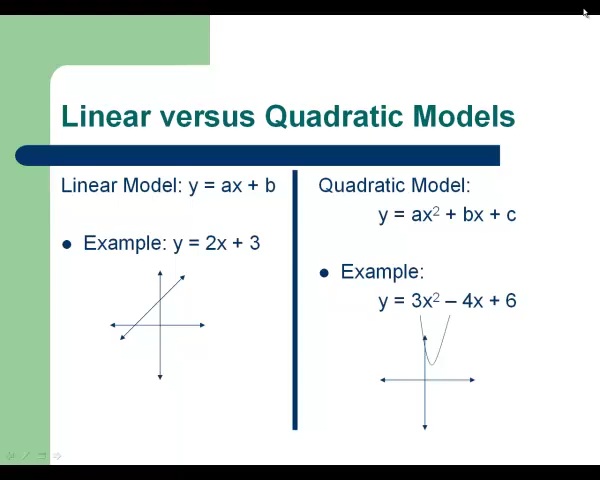 Linear versus Quadratic Models
Linear Model: y = ax + b
• Example: y = 2x + 3
Quadratic Model:
y = ax² + bx + c
• Example:
y = 3x² – 4x + 6